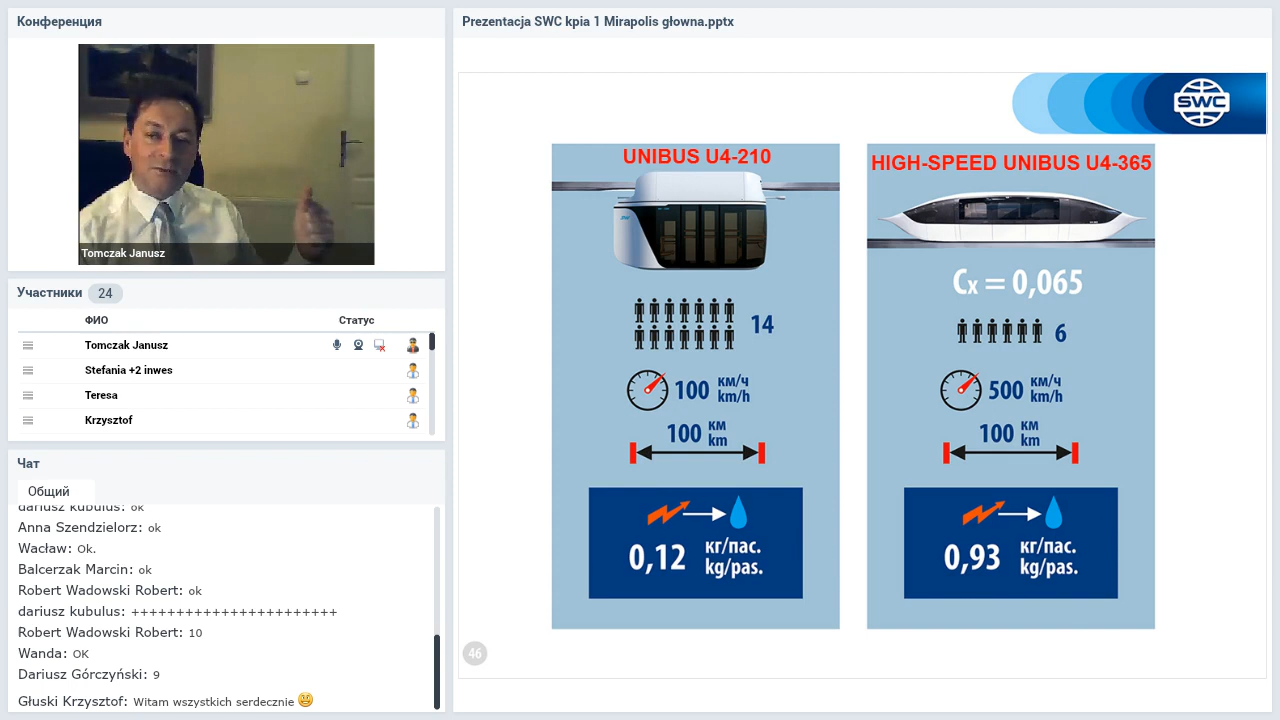 Конференция
Tomczak Janusz
Участники 24
ФИО Статус
Tomczak Janusz
Stefania +2 inwes
Teresa
Krzysztof
Чат
Общий
dariusz kubulus: ok
Anna Szendzielorz: ok
Wacław: Ok.
Balcerzak Marcin: ok
Robert Wadowski Robert: ok
dariusz kubulus: +++++++++++++++++++++++
Robert Wadowski Robert: 10
Wanda: OK
Dariusz Górczyński: 9
Głuski Krzysztof: Witam wszystkich serdecznie
Prezentacja SWC kpia 1 Mirapolis głowna.pptx
SWC
UNIBUS U4-210
14
100 км/ч km/h
100 км km
0,12 кг/пас. kg/pas.
HIGH-SPEED UNIBUS U4-365
Cx = 0,065
6
500 км/ч km/h
100 км km
0,93 кг/пас. kg/pas.
46